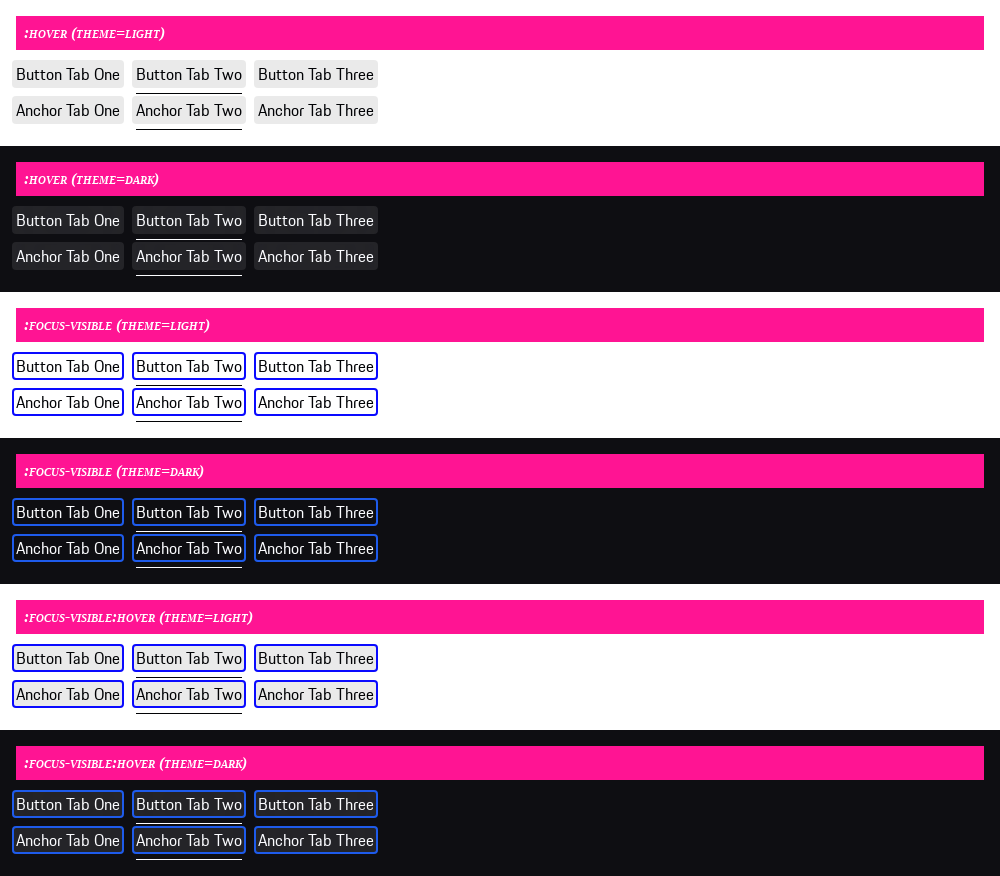 :HOVER (THEME=LIGHT)
Button Tab One Button Tab Two Button Tab Three
Anchor Tab One Anchor Tab Two Anchor Tab Three
:HOVER (THEME=DARK)
Button Tab One Button Tab Two Button Tab Three
Anchor Tab One Anchor Tab Two Anchor Tab Three
:FOCUS-VISIBLE (THEME=LIGHT)
Button Tab One Button Tab Two Button Tab Three
Anchor Tab One Anchor Tab Two Anchor Tab Three
:FOCUS-VISIBLE (THEME=DARK)
Button Tab One Button Tab Two Button Tab Three
Anchor Tab One Anchor Tab Two Anchor Tab Three
:FOCUS-VISIBLE:HOVER (THEME=LIGHT)
Button Tab One Button Tab Two Button Tab Three
Anchor Tab One Anchor Tab Two Anchor Tab Three
:FOCUS-VISIBLE:HOVER (THEME=DARK)
Button Tab One Button Tab Two Button Tab Three
Anchor Tab One Anchor Tab Two Anchor Tab Three